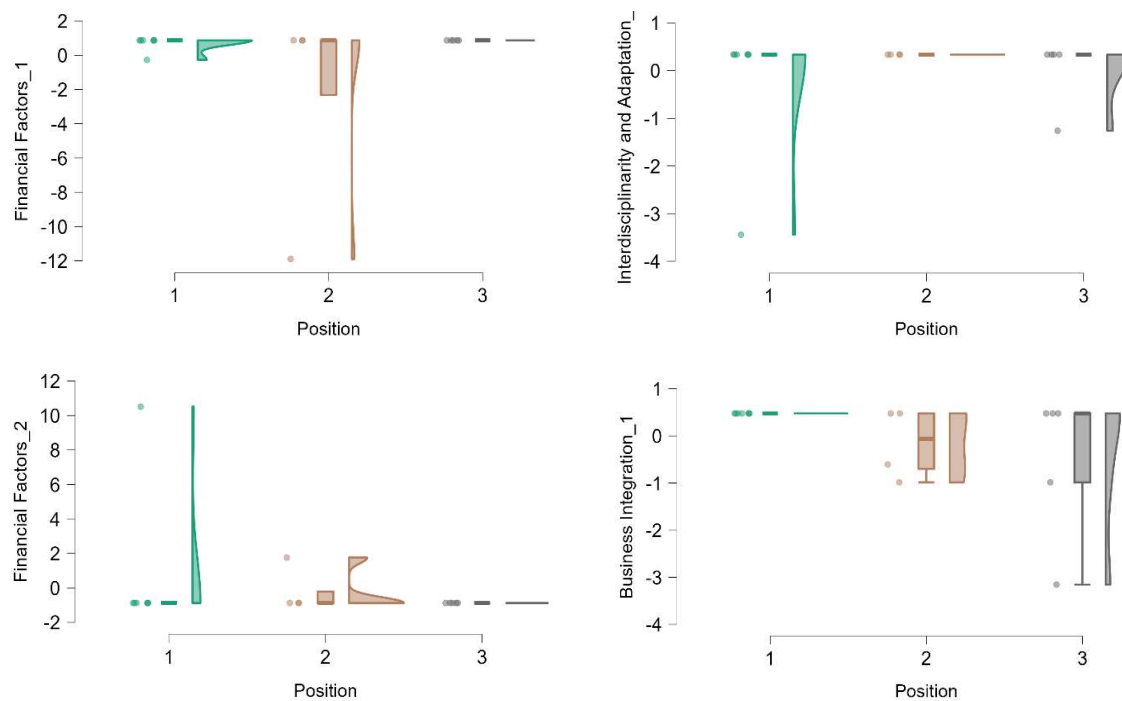 Financial Factors_1
2
0
-2
-4
-6
-8
-10
-12
1 2 3
Position
Interdisciplinarity and Adaptation_
1
0
-1
-2
-3
-4
1 2 3
Position
Financial Factors_2
12
10
8
6
4
2
0
-2
1 2 3
Position
Business Integration_1
1
0
-1
-2
-3
-4
1 2 3
Position